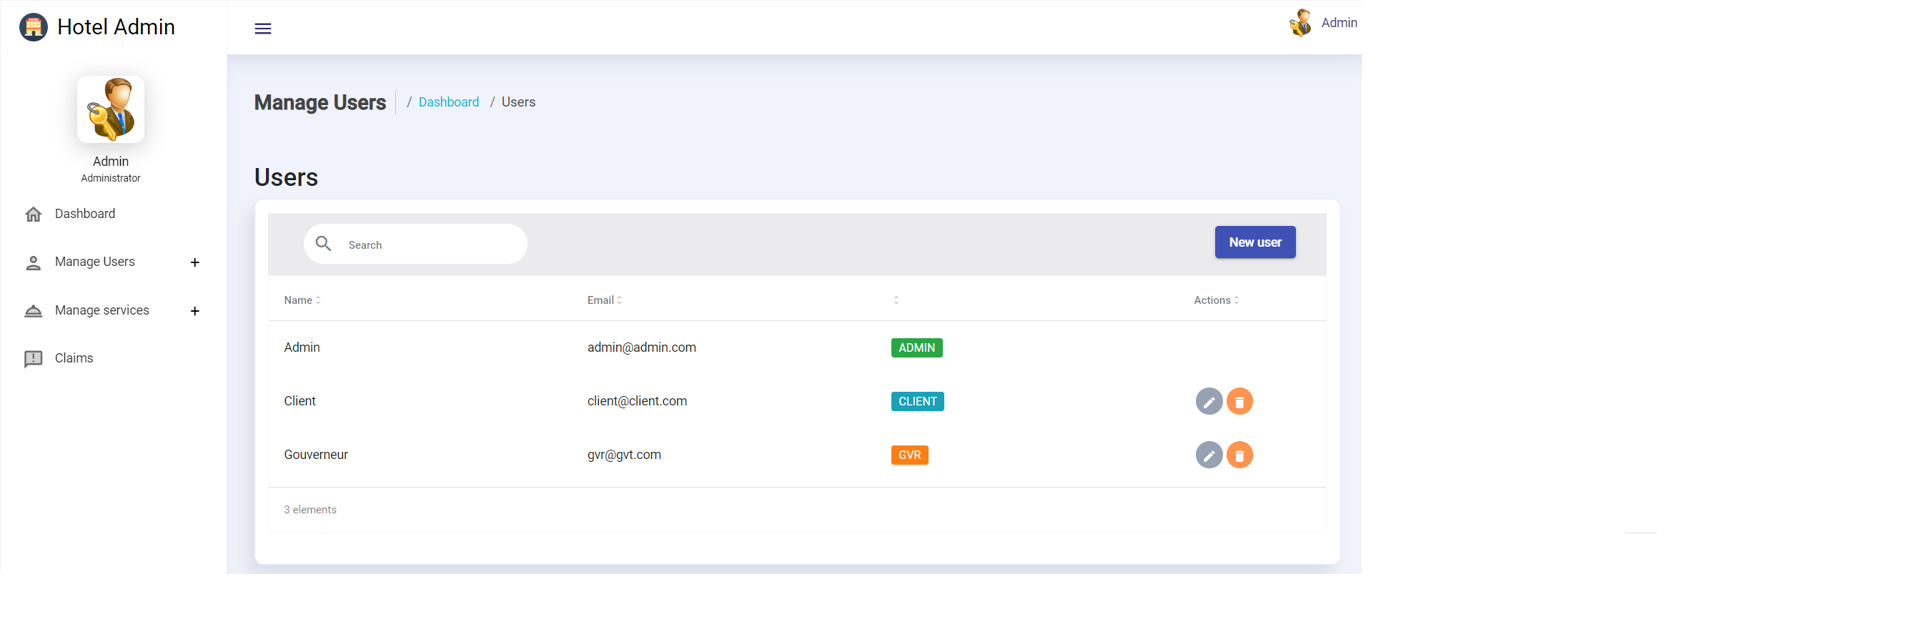 Hotel Admin
Admin
Manage Users / Dashboard / Users
Admin
Administrator
Dashboard
Manage Users +
Manage services +
Claims
Users
Search
New user
Name Email Actions
Admin admin@admin.com ADMIN
Client client@client.com CLIENT
Gouverneur gvr@gvt.com GVR
3 elements